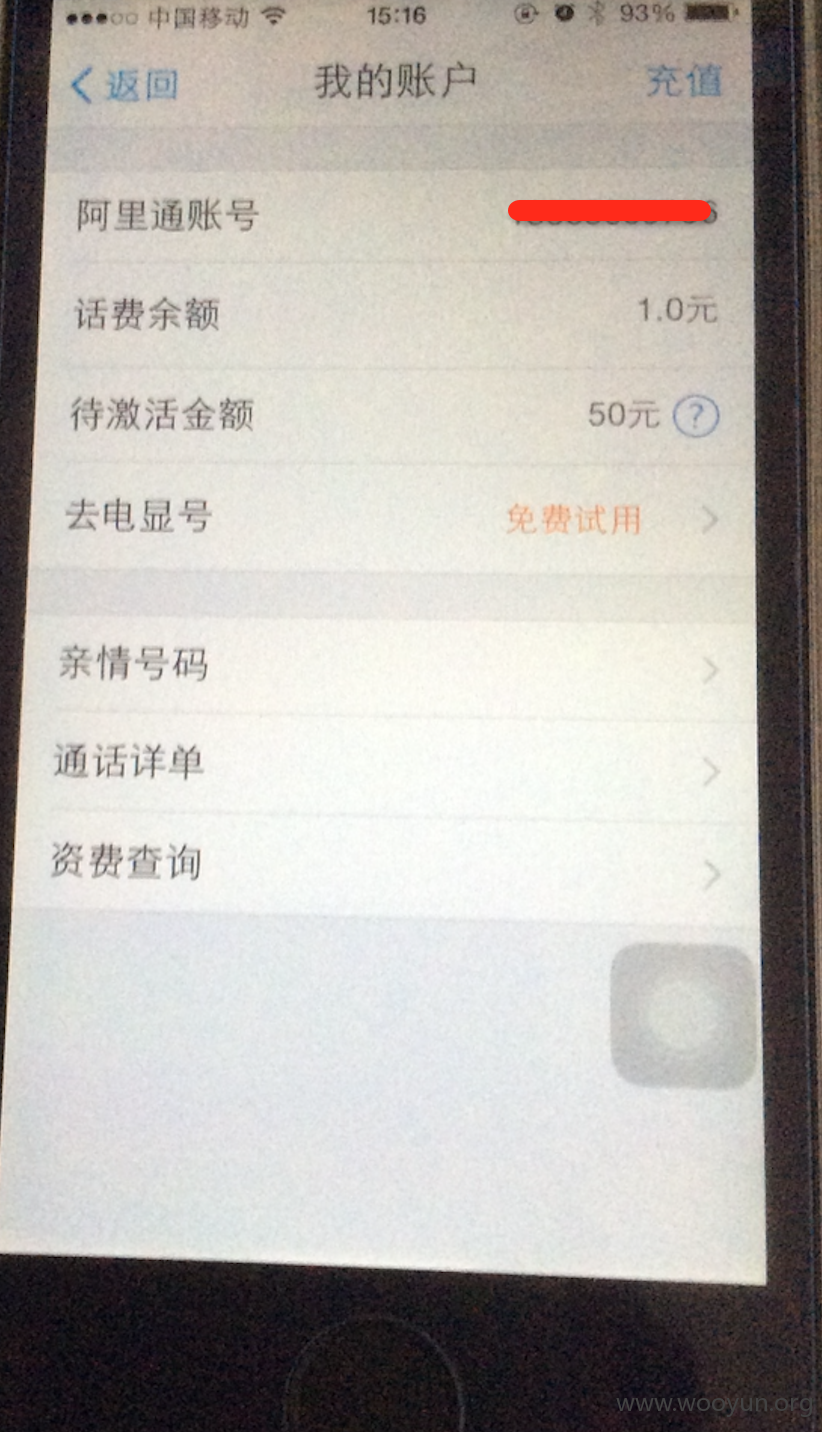 中国移动 15:16 93%
返回 我的账户 充值
阿里通账号
话费余额 1.0元
待激活金额 50元 ?
去电显号 免费试用
亲情号码
通话详单
资费查询
www.wooyun.org